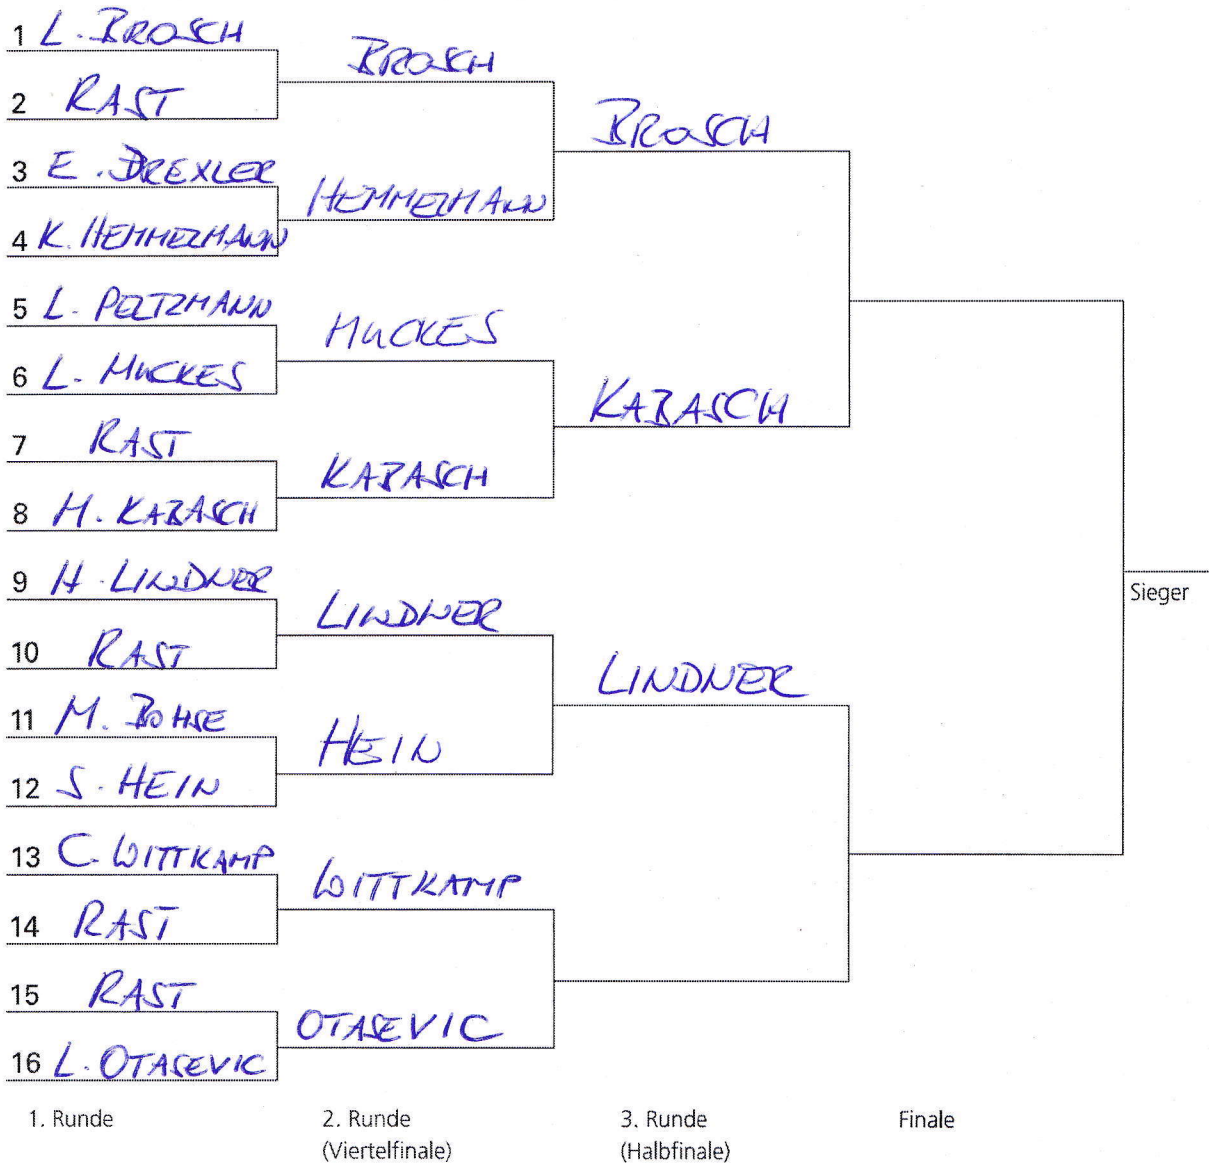 1 L. BROSCH
2 RAST
3 E. DREXLER
4 K. HEMMELMANN
5 L. PELTZMANN
6 L. MUCKES
7 RAST
8 M. KABASCH
9 H. LINDNER
10 RAST
11 M. BOHSE
12 S. HEIN
13 C. WITTKAMP
14 RAST
15 RAST
16 L. OTASEVIC
1. Runde
BROSCH
HEMMELMANN
MUCKES
KABASCH
LINDNER
HEIN
WITTKAMP
OTASEVIC
2. Runde
(Viertelfinale)
BROSCH
KABASCH
LINDNER
3. Runde
(Halbfinale)
Finale
Sieger